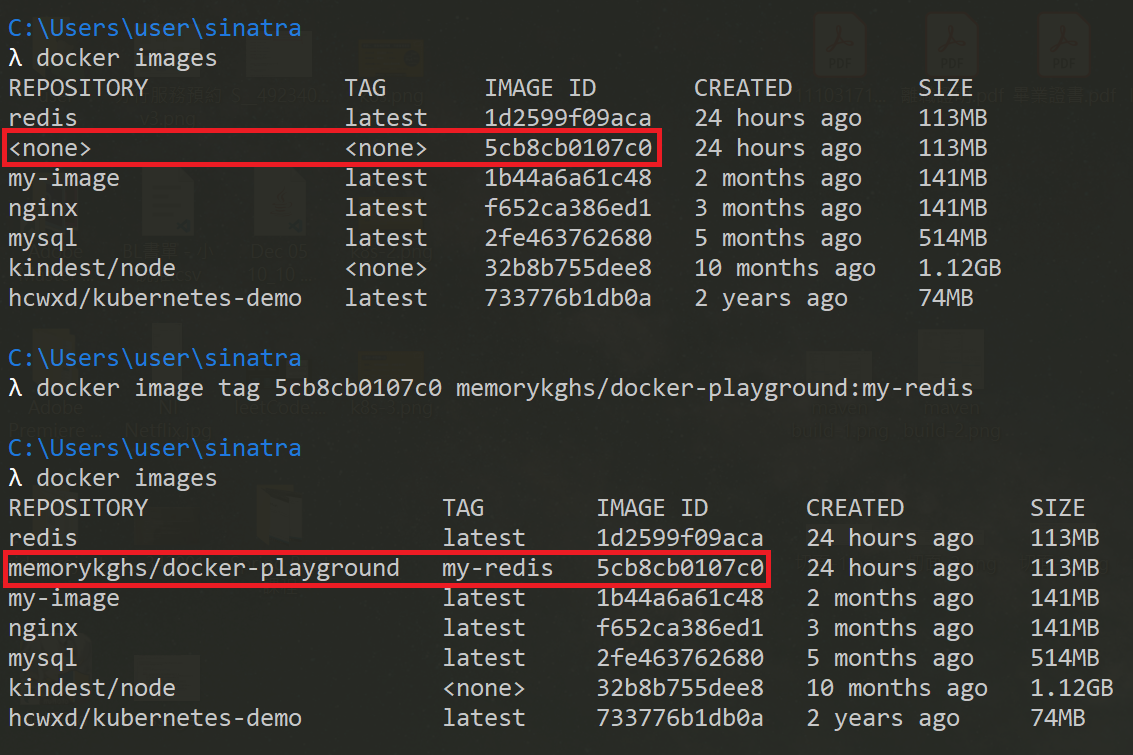 C:\Users\user\sinatra
λ docker images
REPOSITORY TAG IMAGE ID CREATED SIZE
redis latest 1d2599f09aca 24 hours ago 113MB
<none> <none> 5cb8cb0107c0 24 hours ago 113MB
my-image latest 1b44a6a61c48 2 months ago 141MB
nginx latest f652ca386ed1 3 months ago 141MB
mysql latest 2fe463762680 5 months ago 514MB
kindest/node <none> 32b8b755dee8 10 months ago 1.12GB
hcwxd/kubernetes-demo latest 733776b1db0a 2 years ago 74MB
C:\Users\user\sinatra
λ docker image tag 5cb8cb0107c0 memorykghs/docker-playground:my-redis
C:\Users\user\sinatra
λ docker images
REPOSITORY TAG IMAGE ID CREATED SIZE
redis latest 1d2599f09aca 24 hours ago 113MB
memorykghs/docker-playground my-redis 5cb8cb0107c0 24 hours ago 113MB
my-image latest 1b44a6a61c48 2 months ago 141MB
nginx latest f652ca386ed1 3 months ago 141MB
mysql latest 2fe463762680 5 months ago 514MB
kindest/node <none> 32b8b755dee8 10 months ago 1.12GB
hcwxd/kubernetes-demo latest 733776b1db0a 2 years ago 74MB